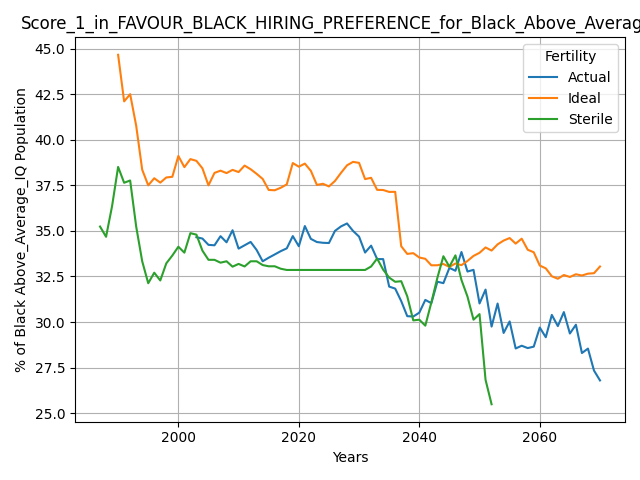 Score_1_in_FAVOUR_BLACK_HIRING_PREFERENCE_for_Black_Above_Averag
45.0
42.5
40.0
37.5
35.0
32.5
30.0
27.5
25.0
% of Black Above_Average_IQ Population
Fertility
Actual
Ideal
Sterile
2000
2020
2040
2060
Years